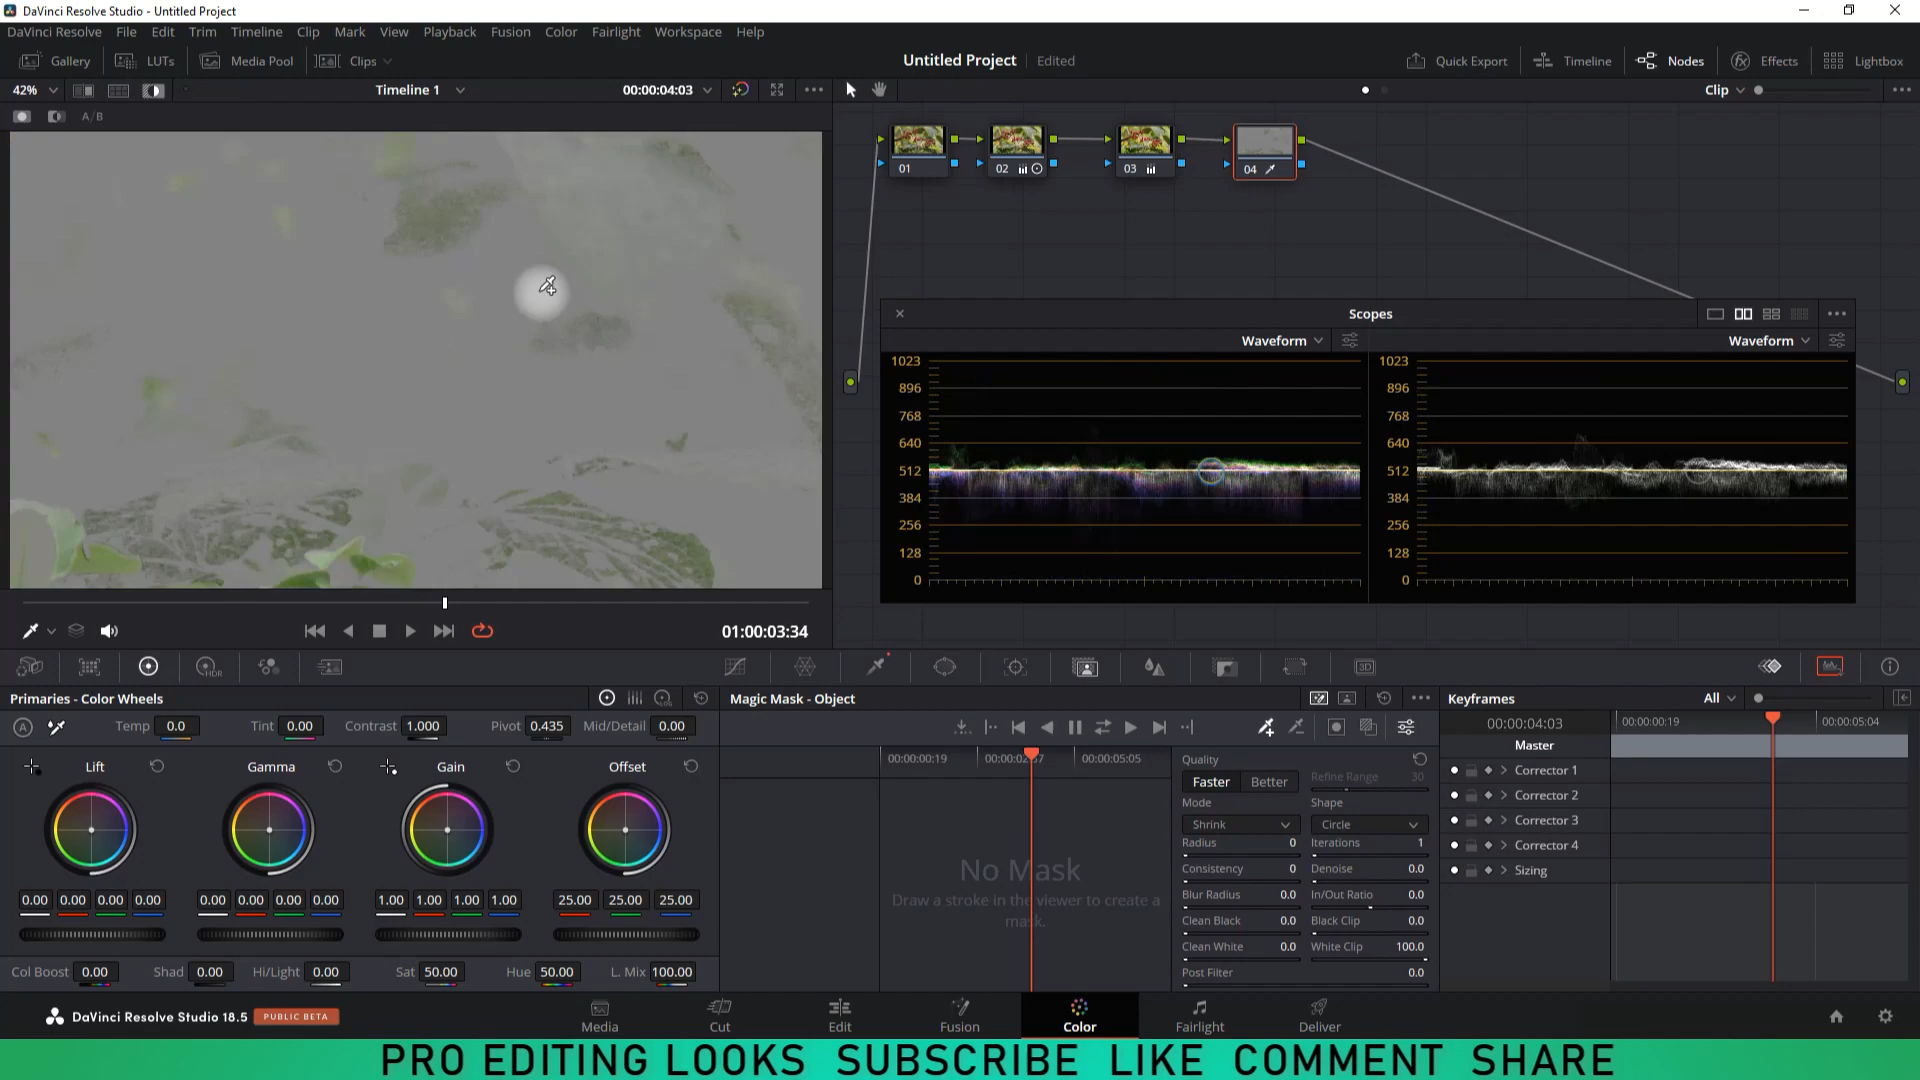 DaVinci Resolve Studio - Untitled Project
DaVinci Resolve File Edit Trim Timeline Clip Mark View Playback Fusion Color Fairlight Workspace Help
Gallery LUTs Media Pool Clips Untitled Project Edited Quick Export Timeline Nodes Effects Lightbox
42% Timeline 1 00:00:04:03 Clip
A/B
01 02 03 04
Scopes
Waveform Waveform
1023 1023
896 896
768 768
640 640
512 512
384 384
256 256
128 128
0 0
01:00:03:34
HDR 3D
Primaries - Color Wheels Magic Mask - Object Keyframes All
A Temp 0.0 Tint 0.00 Contrast 1.000 Pivot 0.435 Mid/Detail 0.00
00:00:04:03 00:00:00:19 00:00:05:04
Master
Lift Gamma Gain Offset
00:00:00:19 00:00:05:05
Quality
Faster Better Refine Range 30
Mode Shape
Shrink Circle
Radius 0 Iterations 1
Consistency 0 Denoise 0.0
Blur Radius 0.0 In/Out Ratio 0.0
Clean Black 0.0 Black Clip 0.0
Clean White 0.0 White Clip 100.0
Post Filter 0.0
Corrector 1
Corrector 2
Corrector 3
Corrector 4
Sizing
No Mask
Draw a stroke in the viewer to create a
mask.
0.00 0.00 0.00 0.00 0.00 0.00 0.00 0.00 1.00 1.00 1.00 1.00 25.00 25.00 25.00
Col Boost 0.00 Shad 0.00 Hi/Light 0.00 Sat 50.00 Hue 50.00 L. Mix 100.00
DaVinci Resolve Studio 18.5 PUBLIC BETA
Media Cut Edit Fusion Color Fairlight Deliver
PRO EDITING LOOKS SUBSCRIBE LIKE COMMENT SHARE